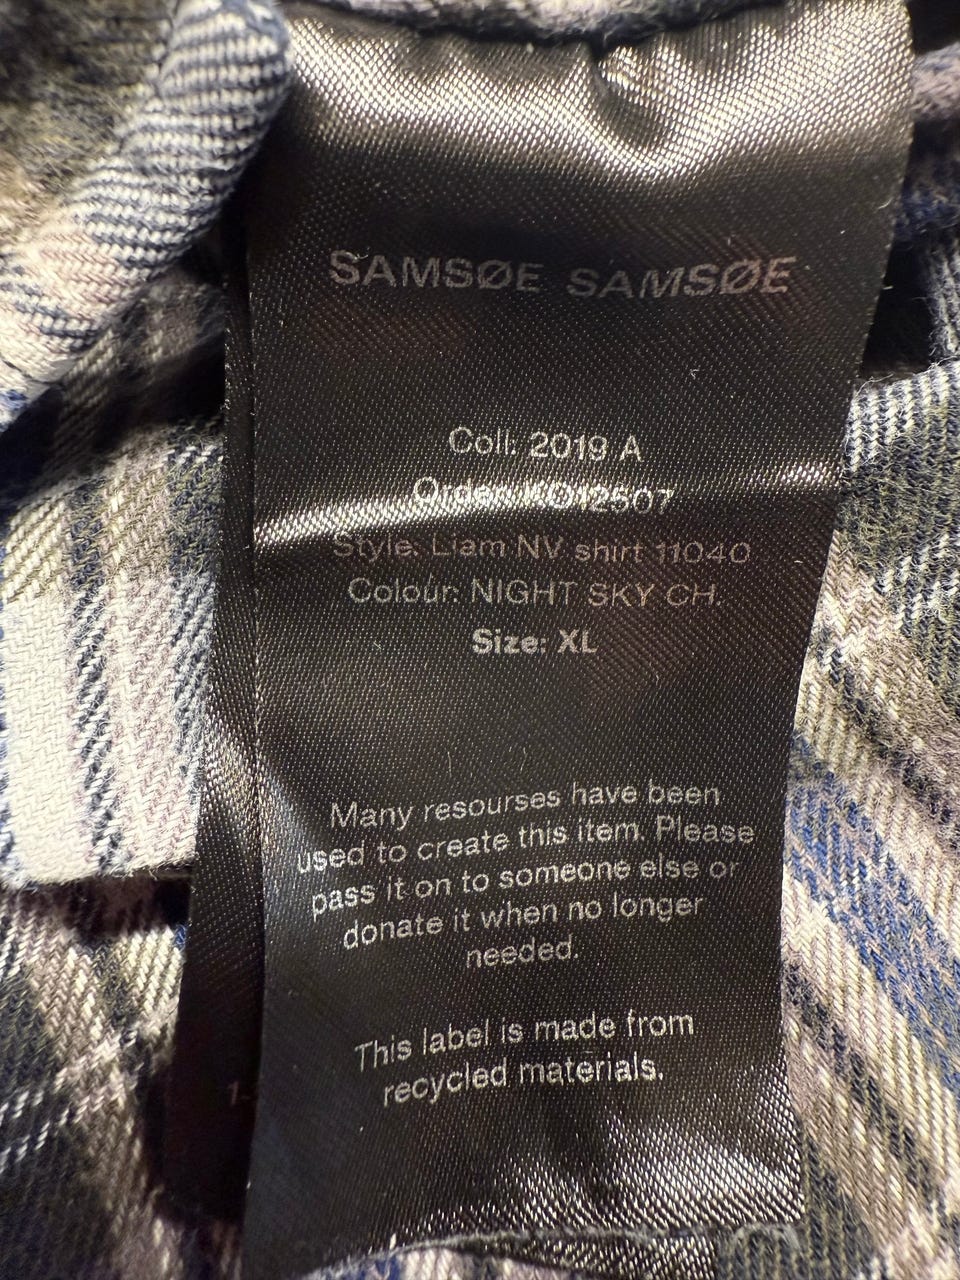 SAMSØE SAMSØE
Coll: 2019 A
Order: KO12507
Style: Liam NV shirt 11040
Colour: NIGHT SKY CH.
Size: XL
Many resourses have been
used to create this item. Please
pass it on to someone else or
donate it when no longer
needed.
This label is made from
recycled materials.